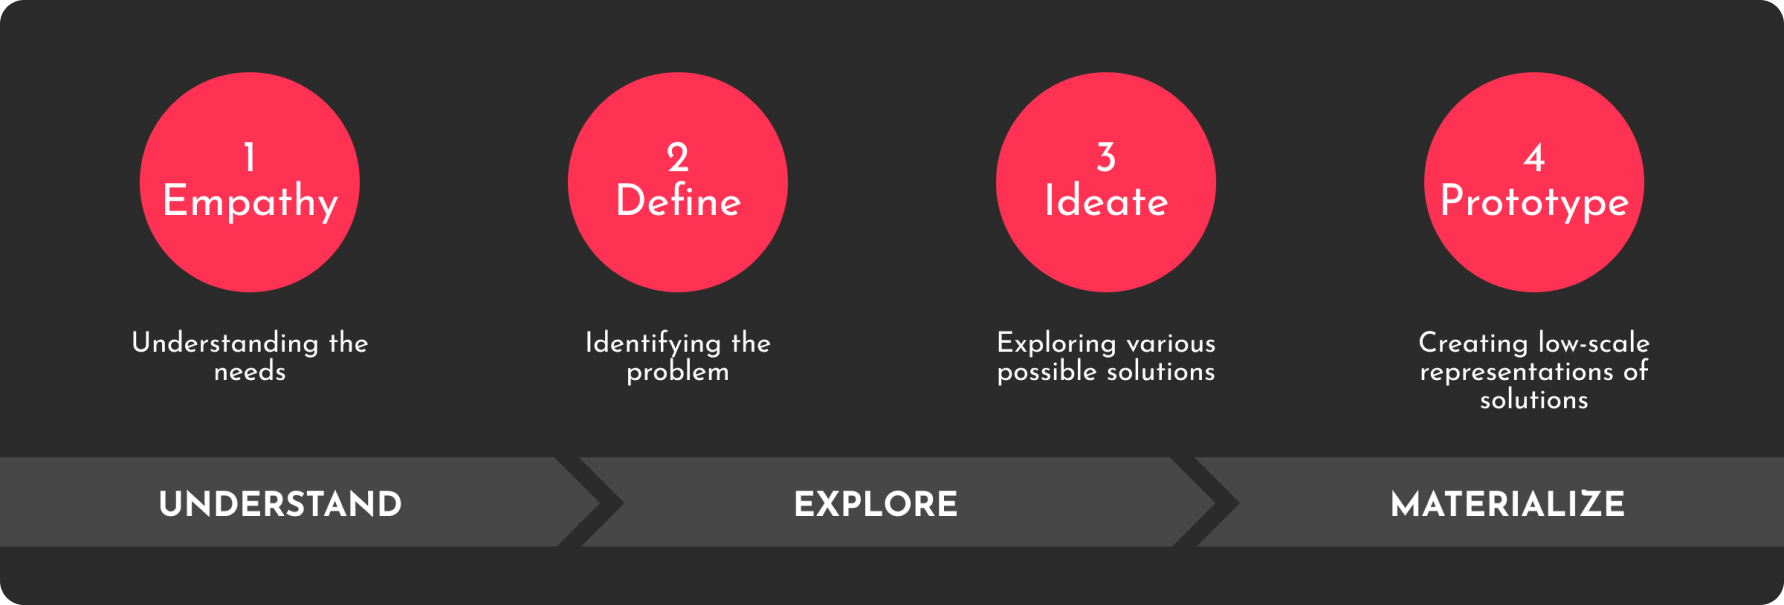 1
Empathy
Understanding the
needs
2
Define
Identifying the
problem
3
Ideate
Exploring various
possible solutions
4
Prototype
Creating low-scale
representations of
solutions
UNDERSTAND
EXPLORE
MATERIALIZE